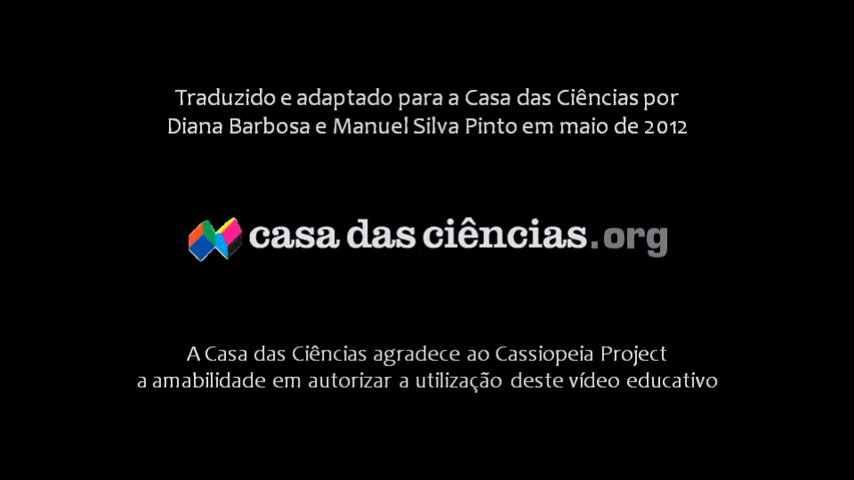 Traduzido e adaptado para a Casa das Ciências por
Diana Barbosa e Manuel Silva Pinto em maio de 2012
casa das ciências.org
A Casa das Ciências agradece ao Cassiopeia Project
a amabilidade em autorizar a utilização deste vídeo educativo